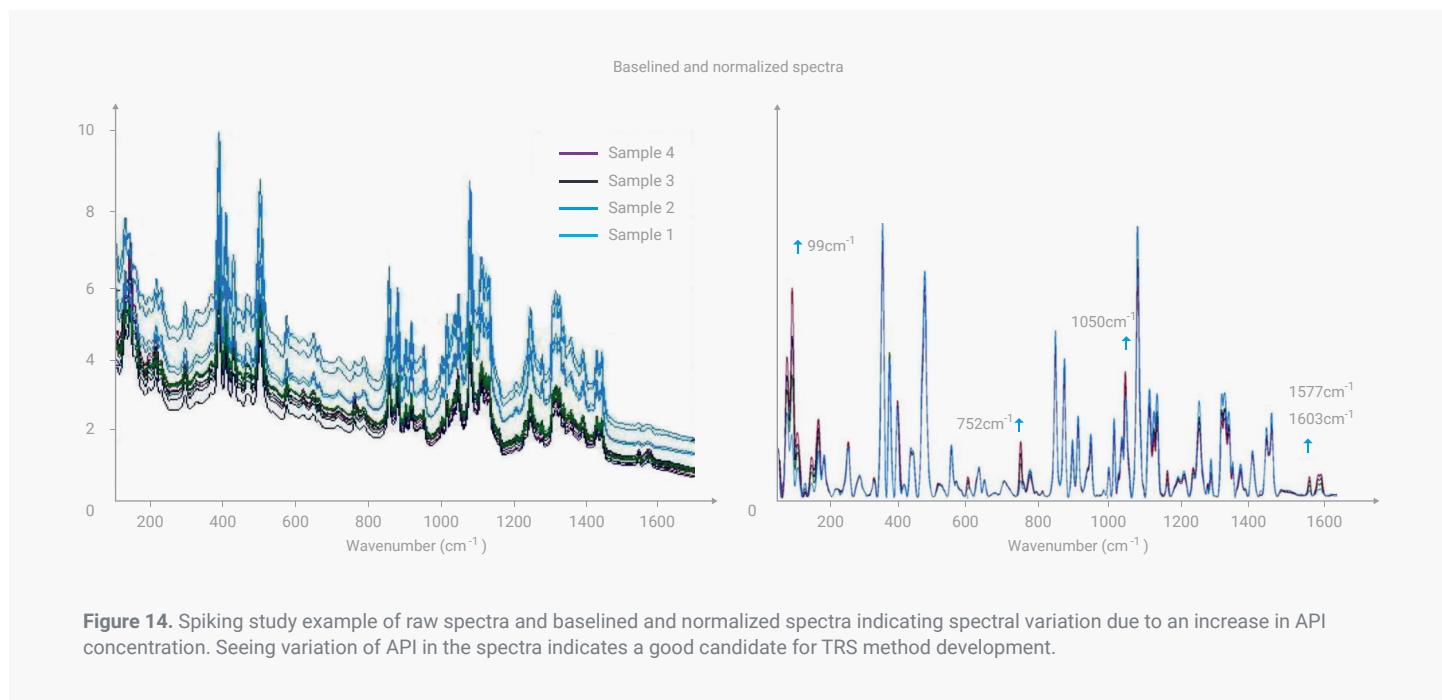 Baselined and normalized spectra
10
8
6
4
2
0
200 400 600 800 1000 1200 1400 1600
Wavenumber (cm-1)
Sample 4
Sample 3
Sample 2
Sample 1
99cm-1
752cm-1
1050cm-1
1577cm-1
1603cm-1
0
200 400 600 800 1000 1200 1400 1600
Wavenumber (cm-1)
Figure 14. Spiking study example of raw spectra and baselined and normalized spectra indicating spectral variation due to an increase in API
concentration. Seeing variation of API in the spectra indicates a good candidate for TRS method development.